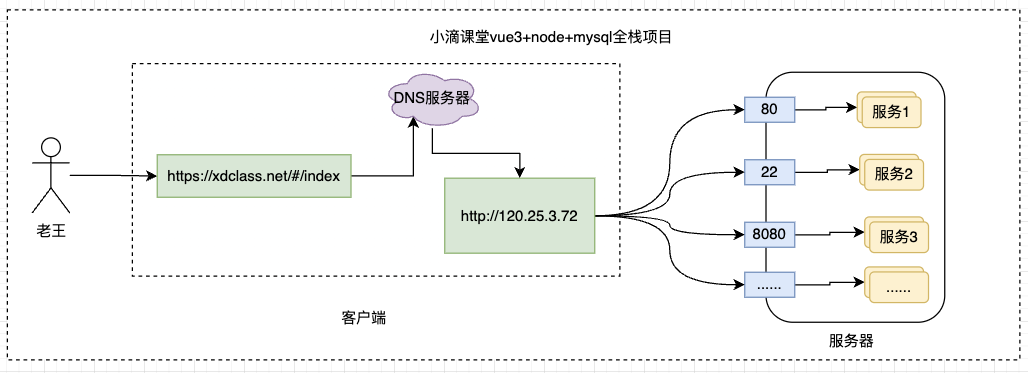 小滴课堂vue3+node+mysql全栈项目
DNS服务器
https://xdclass.net/#/index
http://120.25.3.72
老王
客户端
80
服务1
22
服务2
8080
服务3
......
......
服务器